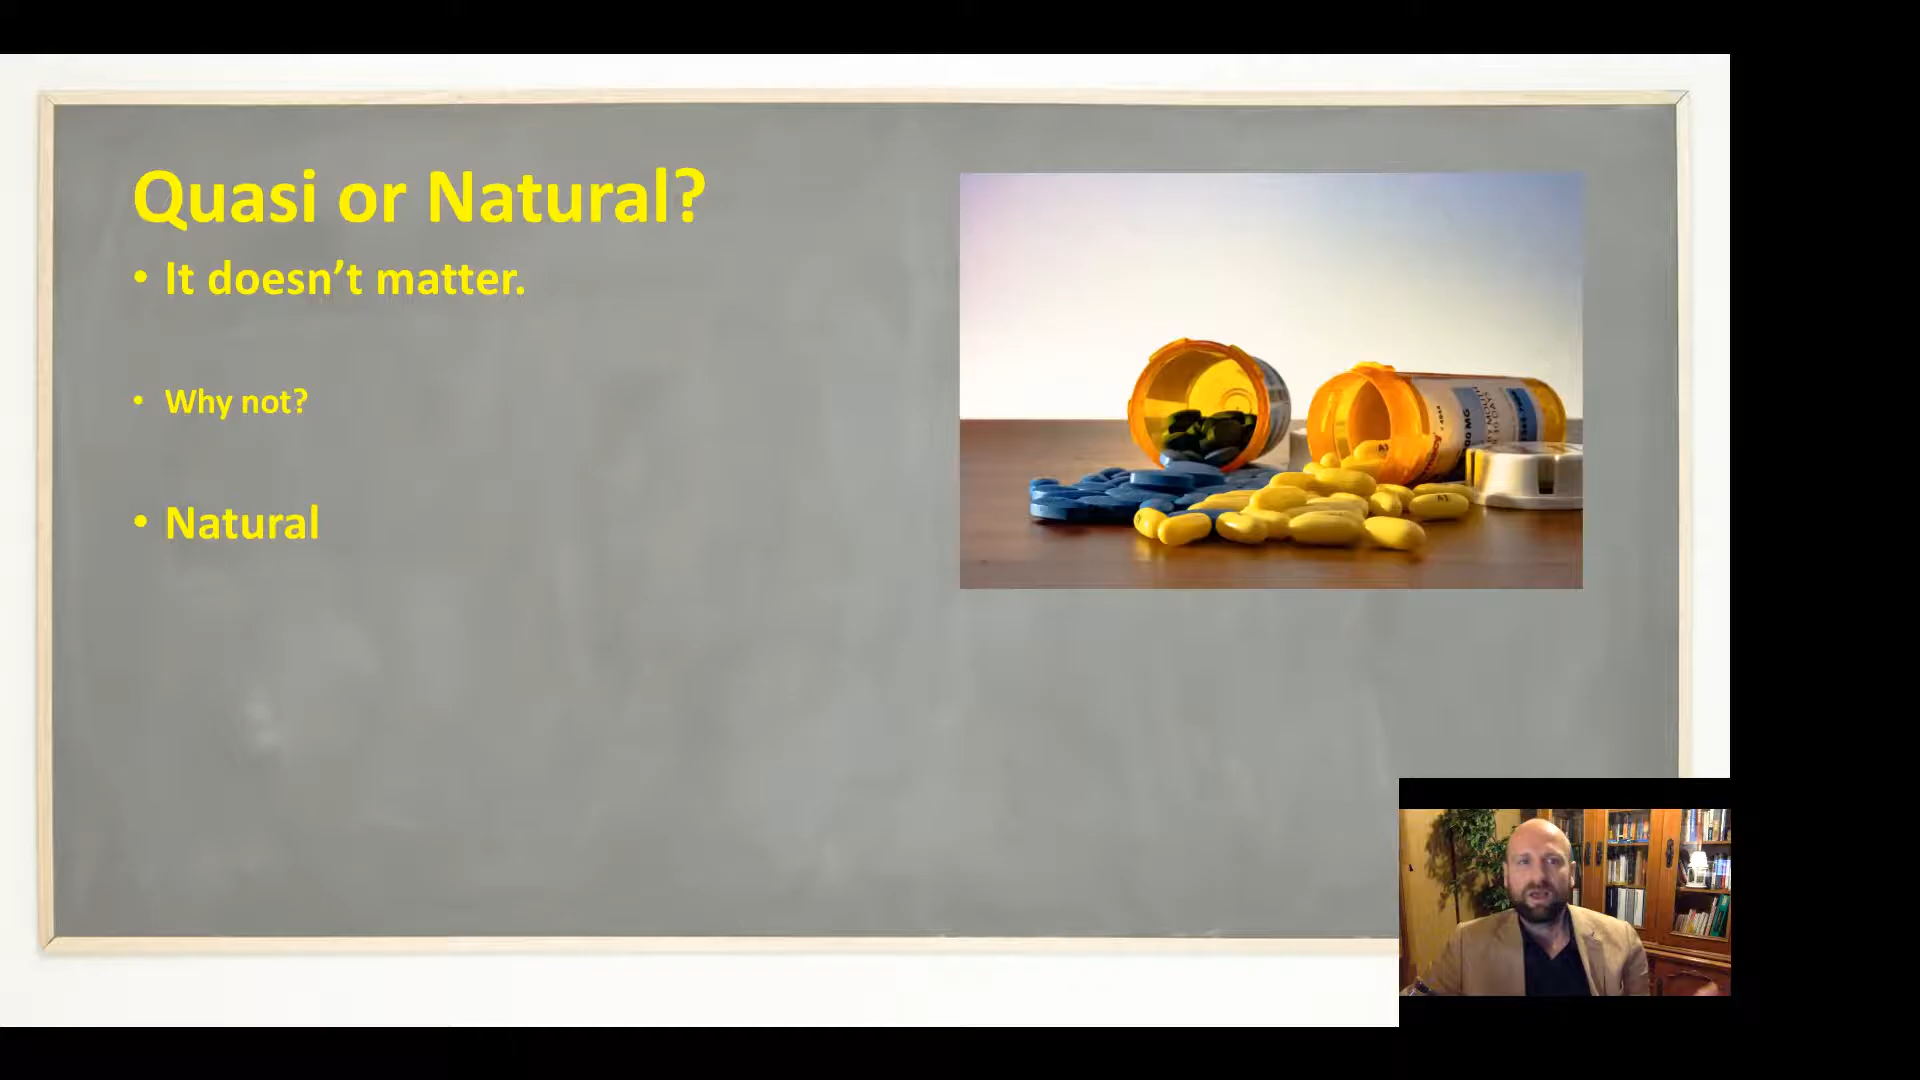 Quasi or Natural?
• It doesn’t matter.
• Why not?
• Natural